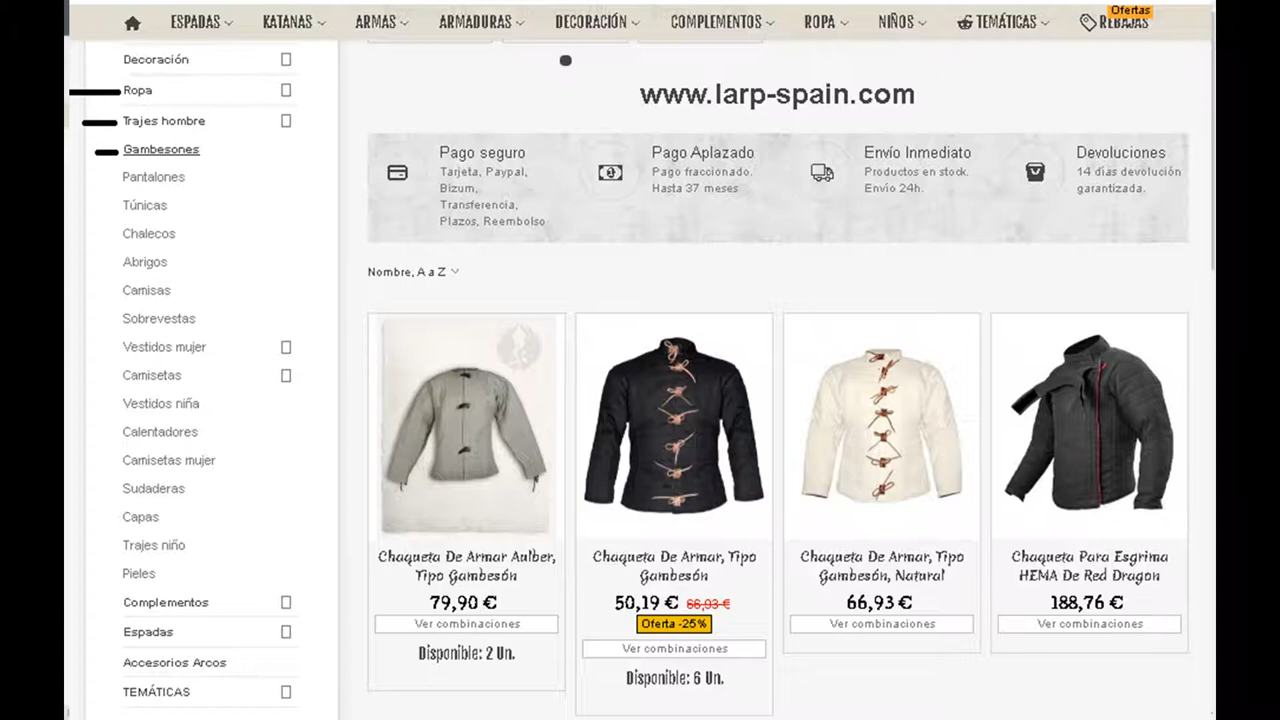 ESPADAS KATANAS ARMAS ARMADURAS DECORACIÓN COMPLEMENTOS ROPA NIÑOS TEMÁTICAS REBAJAS
Ofertas
Decoración
Ropa
Trajes hombre
Gambesones
Pantalones
Túnicas
Chalecos
Abrigos
Camisas
Sobrevestas
Vestidos mujer
Camisetas
Vestidos niña
Calentadores
Camisetas mujer
Sudaderas
Capas
Trajes niño
Pieles
Complementos
Espadas
Accesorios Arcos
TEMÁTICAS
www.larp-spain.com
Pago seguro
Tarjeta, Paypal,
Bizum,
Transferencia,
Plazos, Reembolso
Pago Aplazado
Pago fraccionado.
Hasta 37 meses
Envío Inmediato
Productos en stock.
Envío 24h.
Devoluciones
14 días devolución
garantizada.
Nombre, A a Z
Chaqueta De Armar Aulber,
Tipo Gambesón
79,90 €
Ver combinaciones
Disponible: 2 Un.
Chaqueta De Armar, Tipo
Gambesón
50,19 € 66,93 €
Oferta -25%
Ver combinaciones
Disponible: 6 Un.
Chaqueta De Armar, Tipo
Gambesón, Natural
66,93 €
Ver combinaciones
Chaqueta Para Esgrima
HEMA De Red Dragon
188,76 €
Ver combinaciones